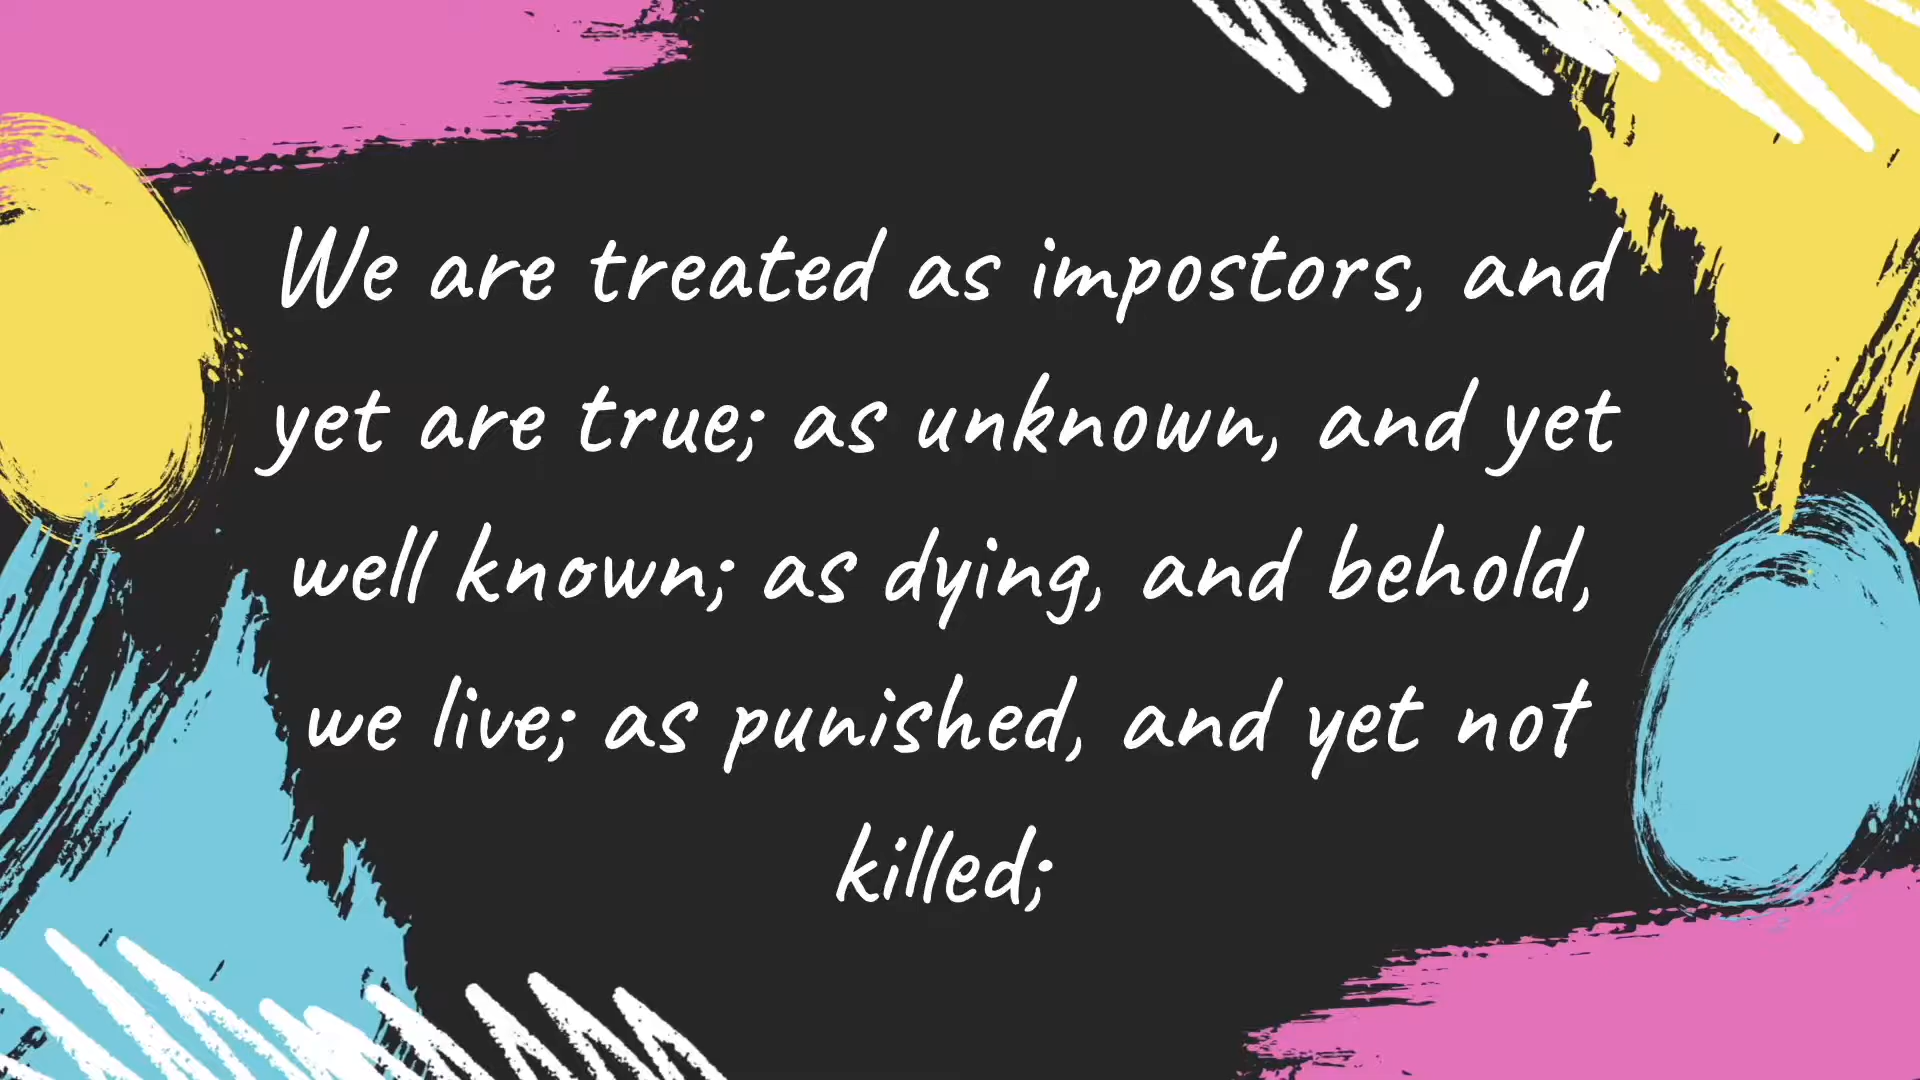 We are treated as impostors, and
yet are true; as unknown, and yet
well known; as dying, and behold,
we live; as punished, and yet not
killed;